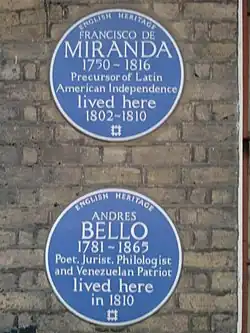 ENGLISH HERITAGE
FRANCISCO DE
MIRANDA
1750-1816
Precursor of Latin
American Independence
lived here
1802-1810
ENGLISH HERITAGE
ANDRES
BELLO
1781-1865
Poet, Jurist, Philologist
and Venezuelan Patriot
lived here
in 1810